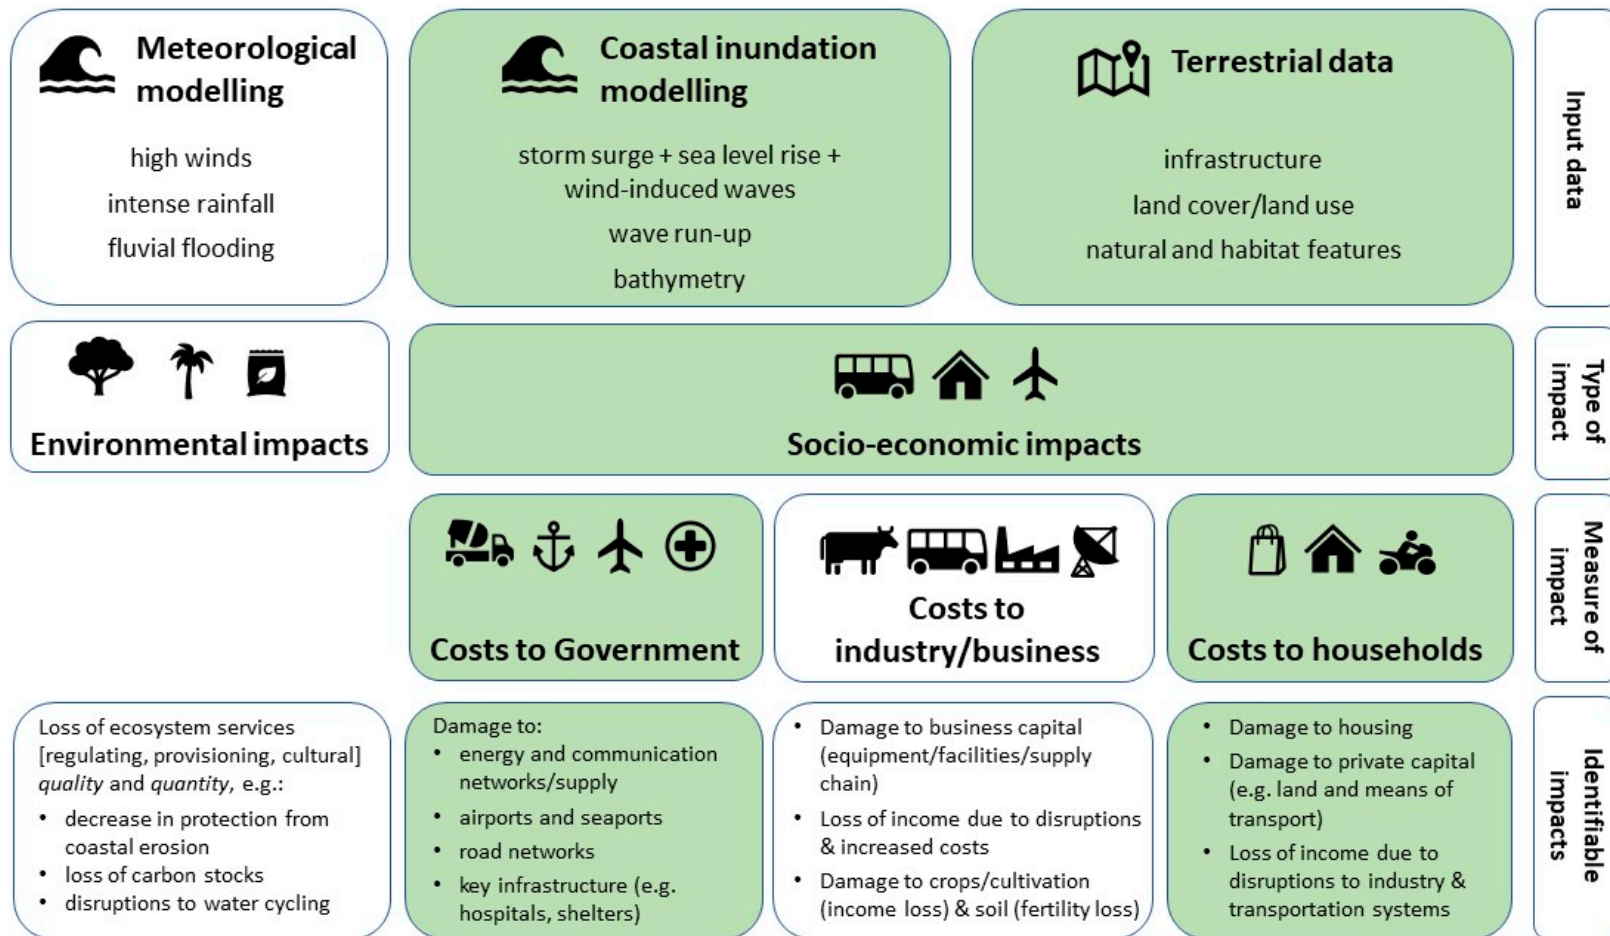 Meteorological
modelling
high winds
intense rainfall
fluvial flooding
Coastal inundation
modelling
storm surge + sea level rise +
wind-induced waves
wave run-up
bathymetry
Terrestrial data
infrastructure
land cover/land use
natural and habitat features
Input data
Environmental impacts
Socio-economic impacts
Type of
impact
Costs to Government
Costs to
industry/business
Costs to households
Measure of
impact
Loss of ecosystem services
[regulating, provisioning, cultural]
quality and quantity, e.g.:
• decrease in protection from
coastal erosion
• loss of carbon stocks
• disruptions to water cycling
Damage to:
• energy and communication
networks/supply
• airports and seaports
• road networks
• key infrastructure (e.g.
hospitals, shelters)
• Damage to business capital
(equipment/facilities/supply
chain)
• Loss of income due to disruptions
& increased costs
• Damage to crops/cultivation
(income loss) & soil (fertility loss)
• Damage to housing
• Damage to private capital
(e.g. land and means of
transport)
• Loss of income due to
disruptions to industry &
transportation systems
Identifiable
impacts